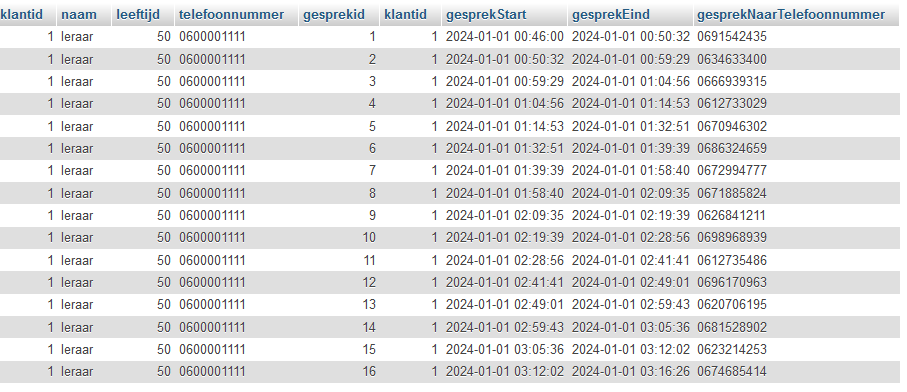 klantid naam leeftijd telefoonnummer gesprekid klantid gesprekStart gesprekEind gesprekNaarTelefoonnummer
1 leraar 50 0600001111 1 1 2024-01-01 00:46:00 2024-01-01 00:50:32 0691542435
1 leraar 50 0600001111 2 1 2024-01-01 00:50:32 2024-01-01 00:59:29 0634633400
1 leraar 50 0600001111 3 1 2024-01-01 00:59:29 2024-01-01 01:04:56 0666939315
1 leraar 50 0600001111 4 1 2024-01-01 01:04:56 2024-01-01 01:14:53 0612733029
1 leraar 50 0600001111 5 1 2024-01-01 01:14:53 2024-01-01 01:32:51 0670946302
1 leraar 50 0600001111 6 1 2024-01-01 01:32:51 2024-01-01 01:39:39 0686324659
1 leraar 50 0600001111 7 1 2024-01-01 01:39:39 2024-01-01 01:58:40 0672994777
1 leraar 50 0600001111 8 1 2024-01-01 01:58:40 2024-01-01 02:09:35 0671885824
1 leraar 50 0600001111 9 1 2024-01-01 02:09:35 2024-01-01 02:19:39 0626841211
1 leraar 50 0600001111 10 1 2024-01-01 02:19:39 2024-01-01 02:28:56 0698968939
1 leraar 50 0600001111 11 1 2024-01-01 02:28:56 2024-01-01 02:41:41 0612735486
1 leraar 50 0600001111 12 1 2024-01-01 02:41:41 2024-01-01 02:49:01 0696170963
1 leraar 50 0600001111 13 1 2024-01-01 02:49:01 2024-01-01 02:59:43 0620706195
1 leraar 50 0600001111 14 1 2024-01-01 02:59:43 2024-01-01 03:05:36 0681528902
1 leraar 50 0600001111 15 1 2024-01-01 03:05:36 2024-01-01 03:12:02 0623214253
1 leraar 50 0600001111 16 1 2024-01-01 03:12:02 2024-01-01 03:16:26 0674685414